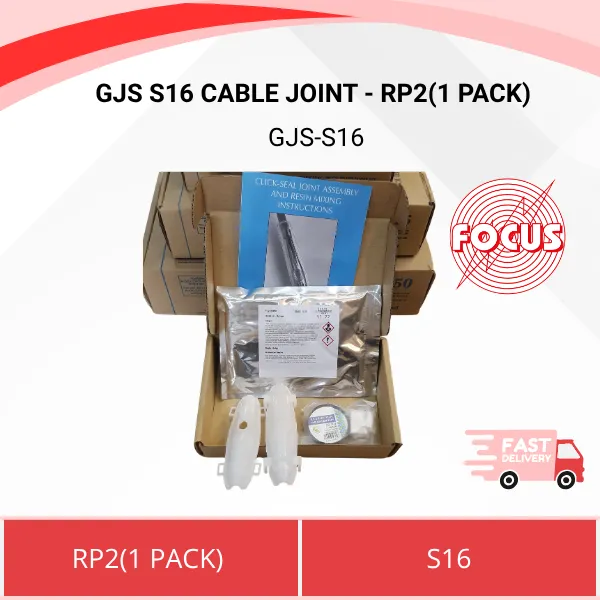 GJS S16 CABLE JOINT - RP2(1 PACK)
GJS-S16
CLICK-SEAL JOINT ASSEMBLY
AND RESIN MIXING
INSTRUCTIONS
FOCUS
50
FAST
DELIVERY
RP2(1 PACK)
S16